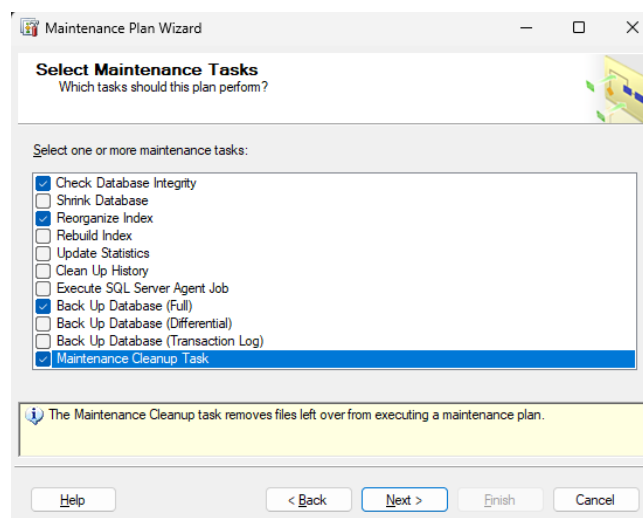 Maintenance Plan Wizard
Select Maintenance Tasks
Which tasks should this plan perform?
Select one or more maintenance tasks:
Check Database Integrity
Shrink Database
Reorganize Index
Rebuild Index
Update Statistics
Clean Up History
Execute SQL Server Agent Job
Back Up Database (Full)
Back Up Database (Differential)
Back Up Database (Transaction Log)
Maintenance Cleanup Task
The Maintenance Cleanup task removes files left over from executing a maintenance plan.
Help < Back Next > Finish Cancel